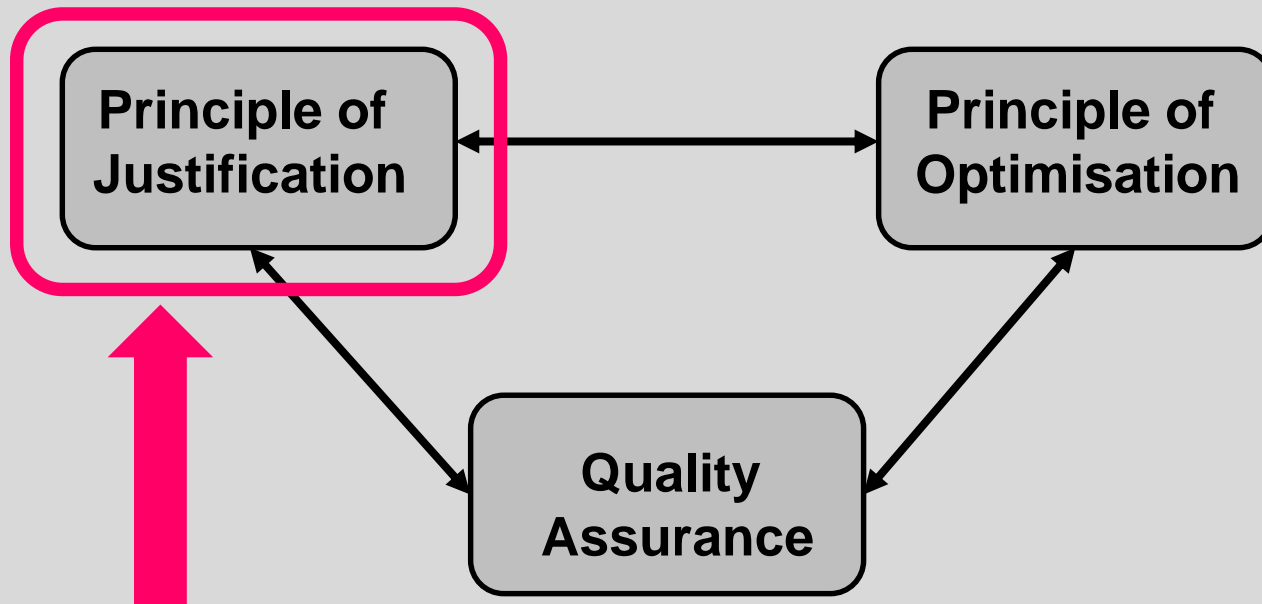 Principle of
Justification
Principle of
Optimisation
Quality
Assurance